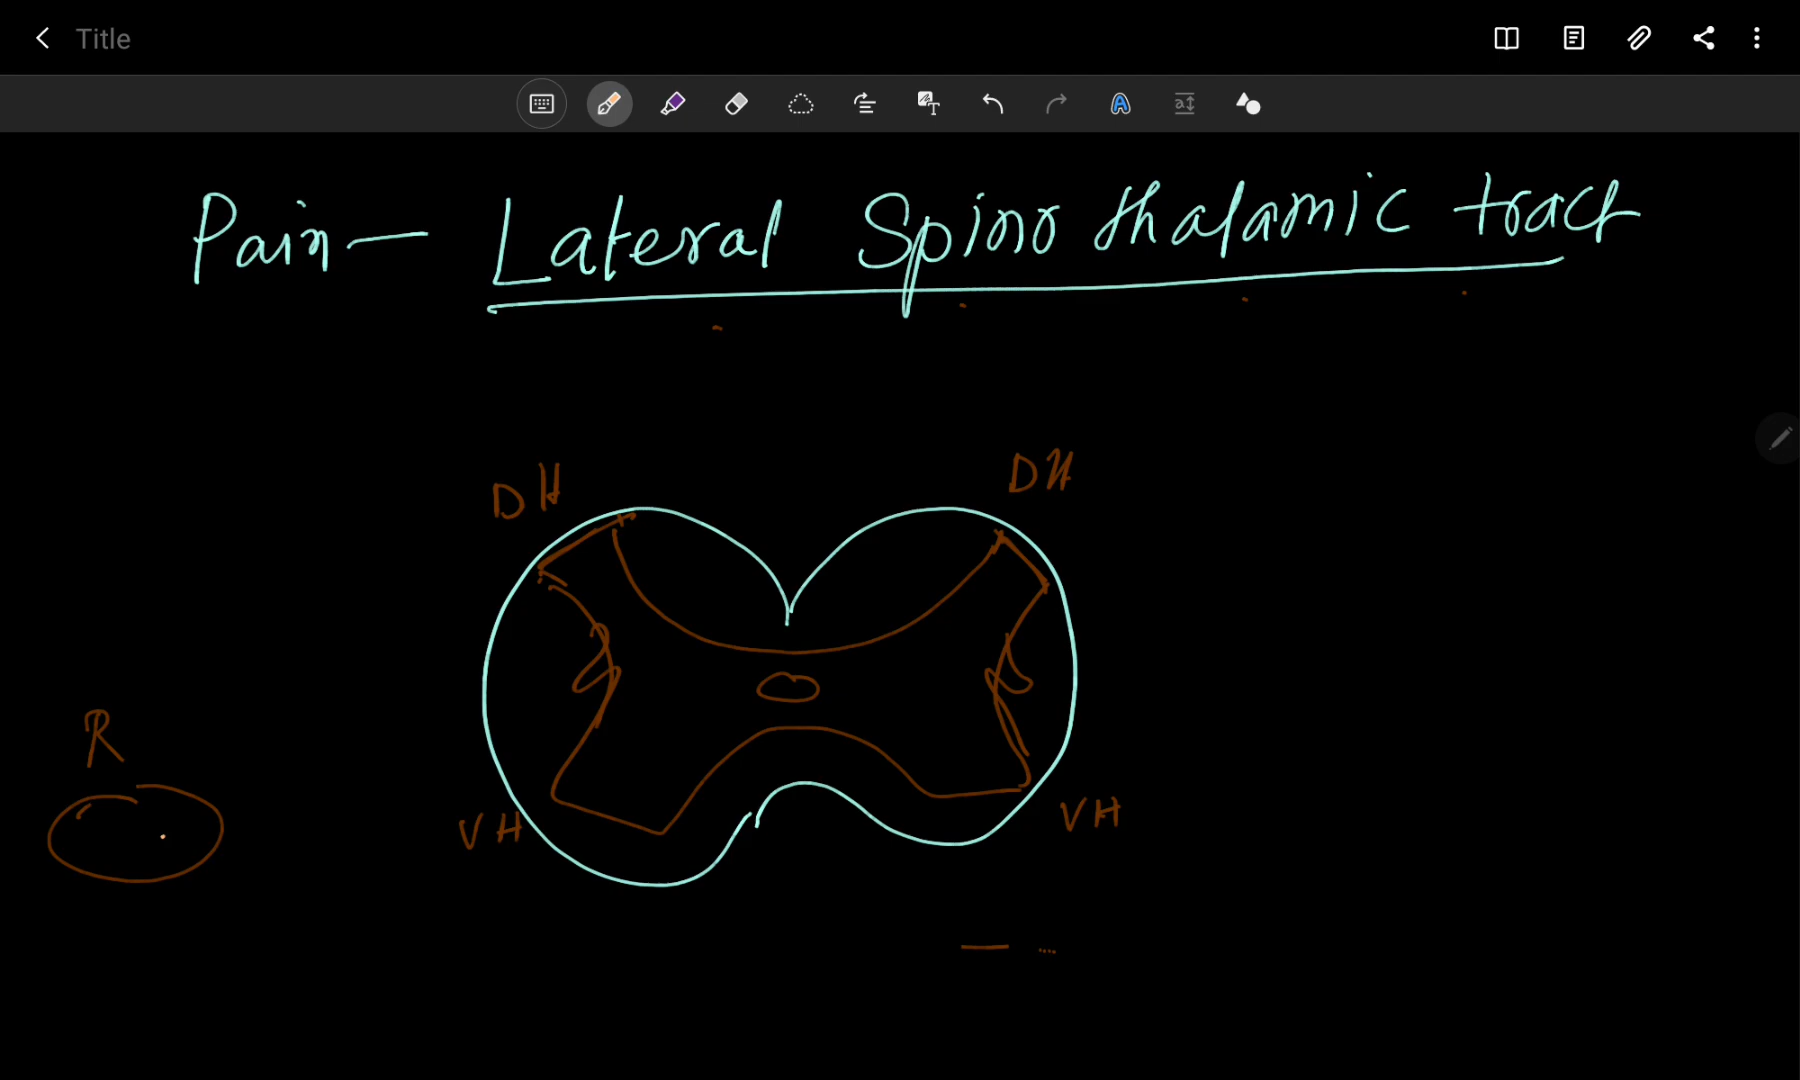 Title
Pain — Lateral Spino thalamic tract
DH DH
R
VH VH